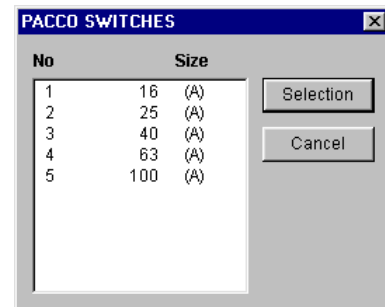 PACCO SWITCHES
No Size
1 16 (A)
2 25 (A)
3 40 (A)
4 63 (A)
5 100 (A)
Selection
Cancel